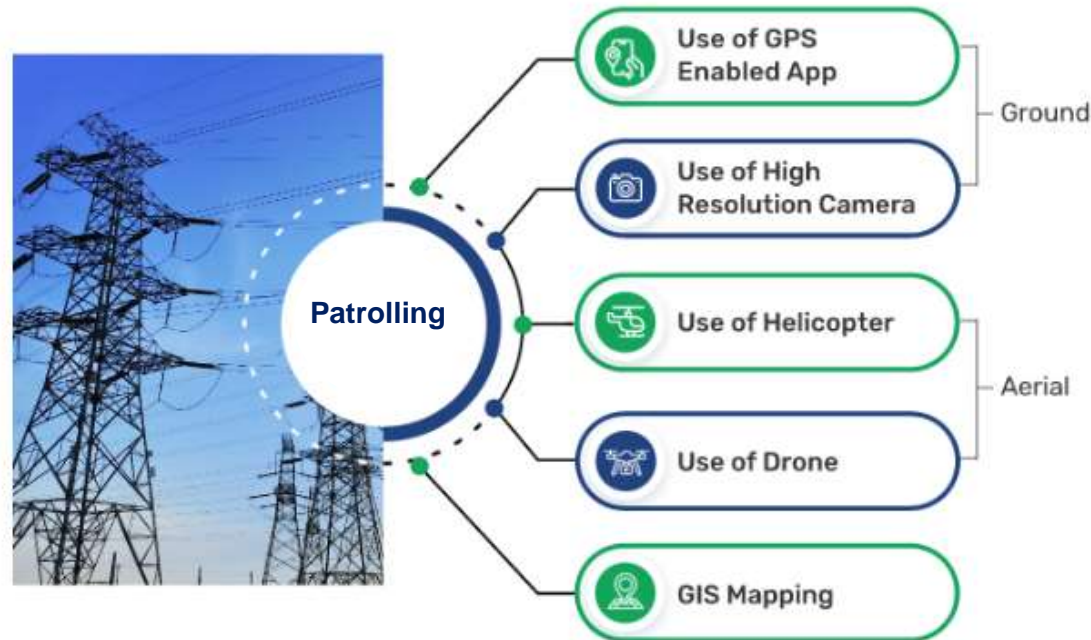 Use of GPS
Enabled App
Ground
Use of High
Resolution Camera
Patrolling
Use of Helicopter
Aerial
Use of Drone
GIS Mapping